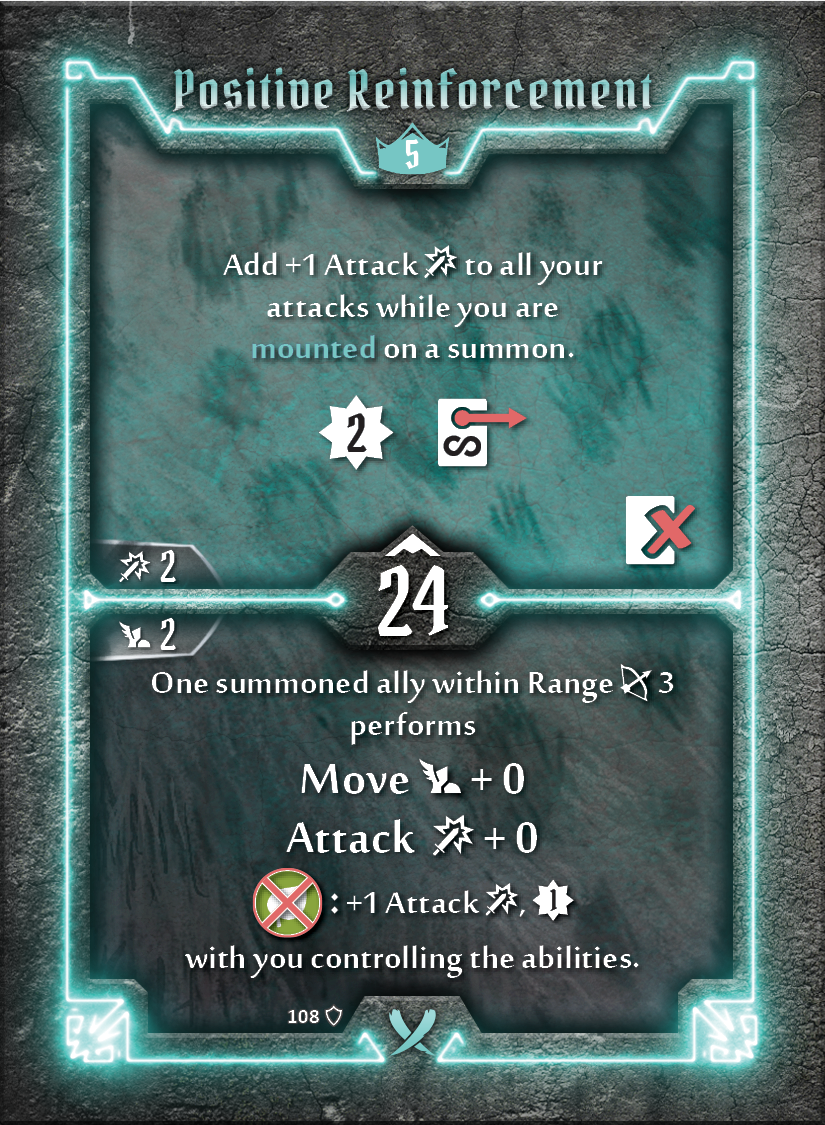 Positive Reinforcement
5
Add +1 Attack to all your
attacks while you are
mounted on a summon.
2
2
24
2
One summoned ally within Range 3
performs
Move + 0
Attack + 0
: +1 Attack , 1
with you controlling the abilities.
108